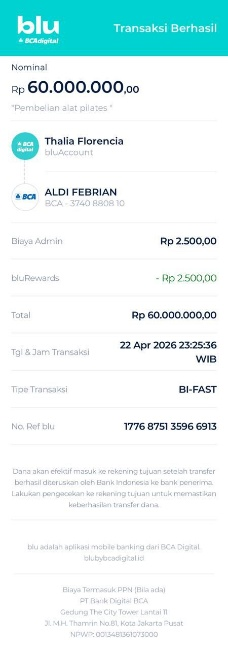 blu
by BCAdigital
Transaksi Berhasil
Nominal
Rp 60.000.000,00
"Pembelian alat pilates "
BCA
digital
Thalia Florencia
bluAccount
BCA
ALDI FEBRIAN
BCA - 3740 8808 10
Biaya Admin
Rp 2.500,00
bluRewards
- Rp 2.500,00
Total
Rp 60.000.000,00
Tgl & Jam Transaksi
22 Apr 2026 23:25:36
WIB
Tipe Transaksi
BI-FAST
No. Ref blu
1776 8751 3596 6913
Dana akan efektif masuk ke rekening tujuan setelah transfer
berhasil diteruskan oleh Bank Indonesia ke bank penerima.
Lakukan pengecekan ke rekening tujuan untuk memastikan
keberhasilan transfer dana.
blu adalah aplikasi mobile banking dari BCA Digital.
blubybcadigital.id
Biaya Termasuk PPN (Bila ada)
PT Bank Digital BCA
Gedung The City Tower Lantai 11
Jl. M.H. Thamrin No.81, Kota Jakarta Pusat
NPWP: 0013481361073000